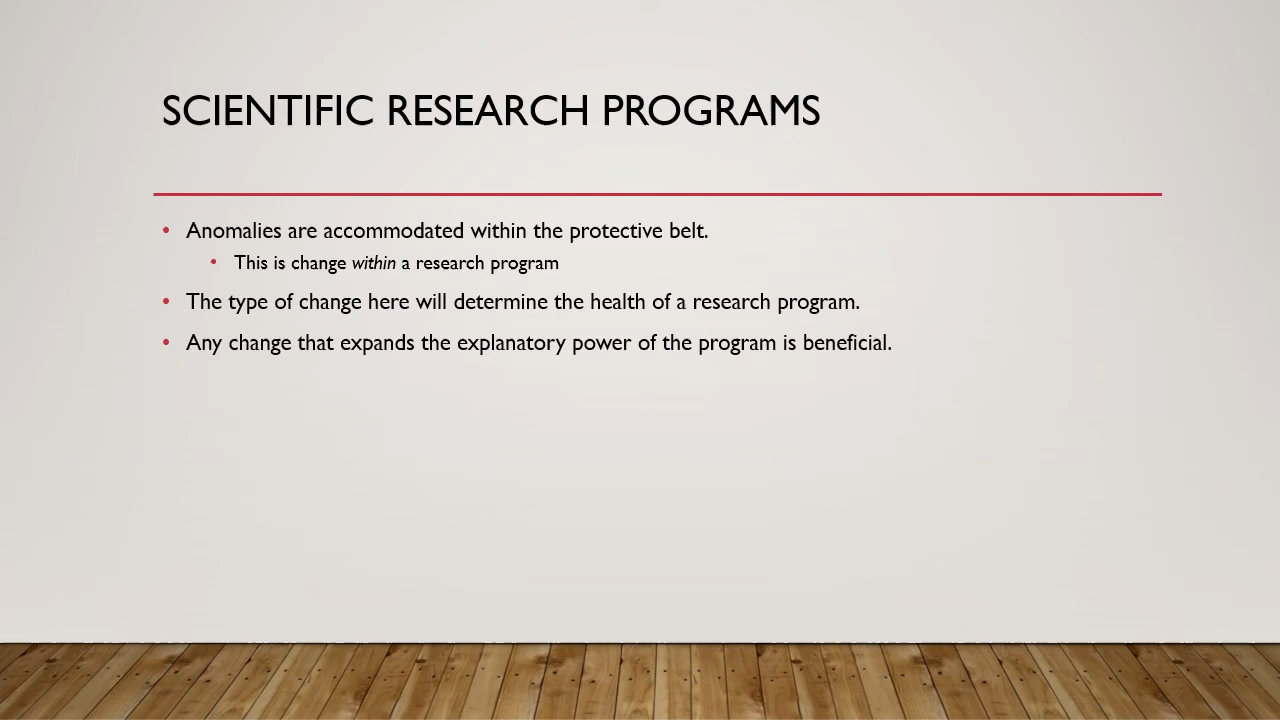 SCIENTIFIC RESEARCH PROGRAMS
• Anomalies are accommodated within the protective belt.
• This is change within a research program
• The type of change here will determine the health of a research program.
• Any change that expands the explanatory power of the program is beneficial.